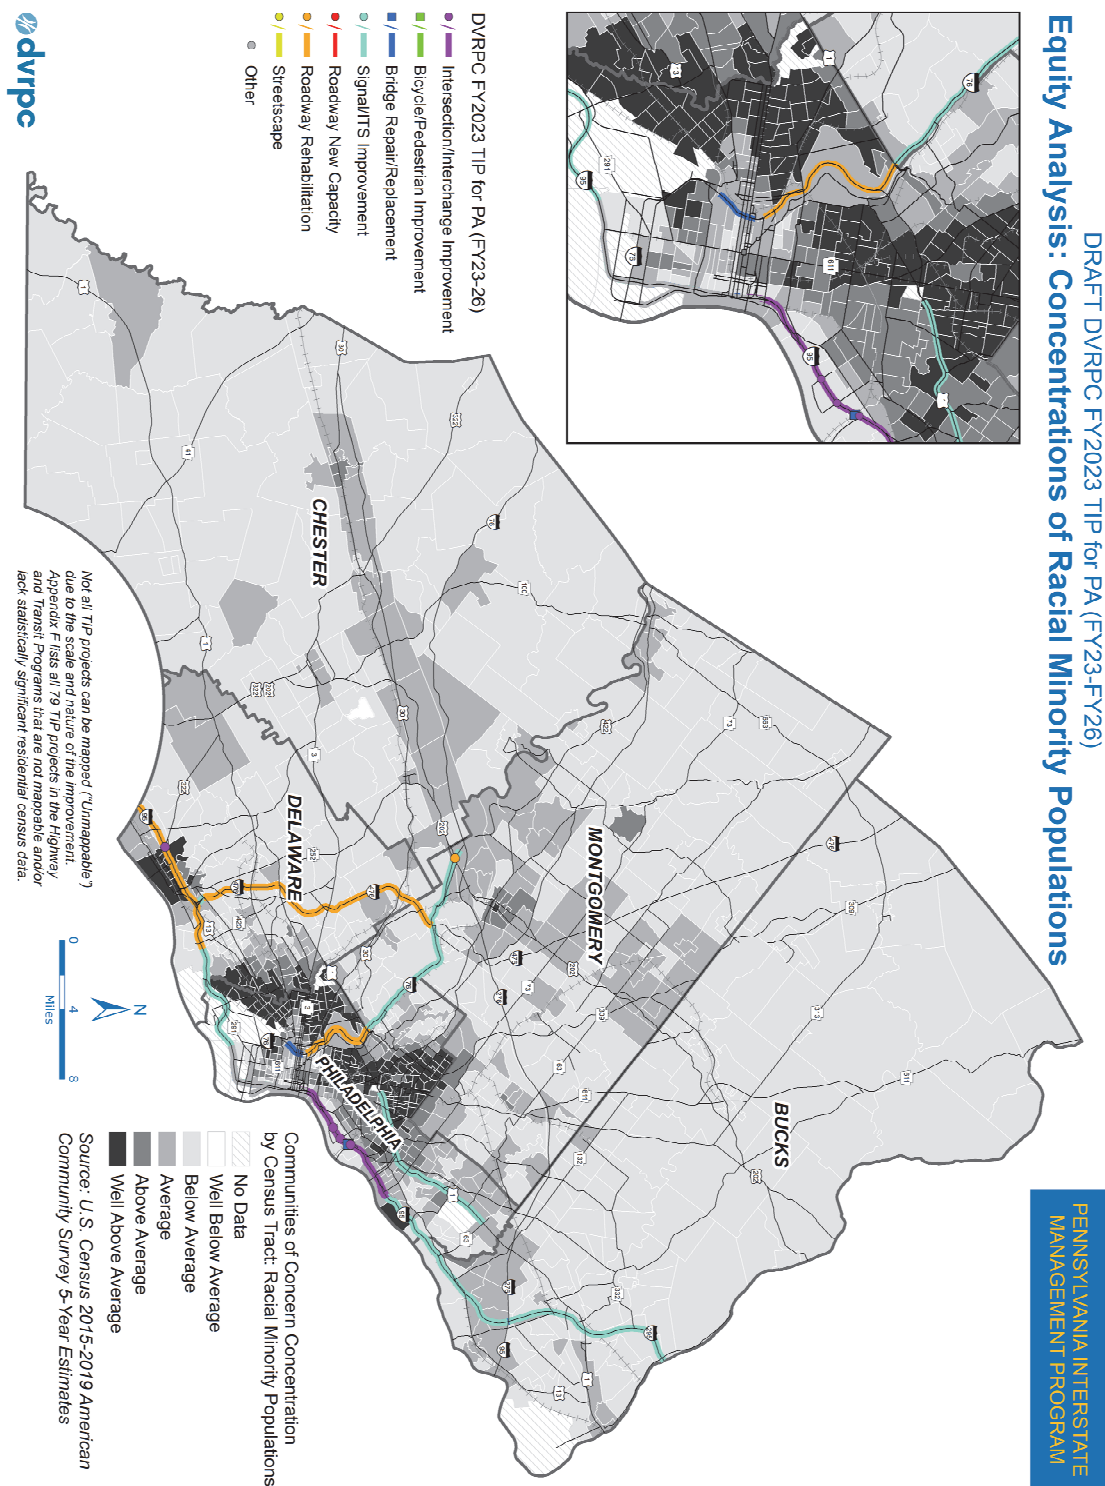 DRAFT DVRPC FY2023 TIP for PA (FY23-FY26)
Equity Analysis: Concentrations of Racial Minority Populations
PENNSYLVANIA INTERSTATE
MANAGEMENT PROGRAM
DVRPC FY2023 TIP for PA (FY23-26)
Intersection/Interchange Improvement
Bicycle/Pedestrian Improvement
Bridge Repair/Replacement
Signal/ITS Improvement
Roadway New Capacity
Roadway Rehabilitation
Streetscape
Other
dvrpc
CHESTER
DELAWARE
MONTGOMERY
PHILADELPHIA
BUCKS
Not all TIP projects can be mapped ("Unmappable")
due to the scale and nature of the improvement.
Appendix F lists all 79 TIP projects in the Highway
and Transit Programs that are not mappable and/or
lack statistically significant residential census data.
N
0 4 8
Miles
Communities of Concern Concentration
by Census Tract: Racial Minority Populations
No Data
Well Below Average
Below Average
Average
Above Average
Well Above Average
Source: U.S. Census 2015-2019 American
Community Survey 5-Year Estimates